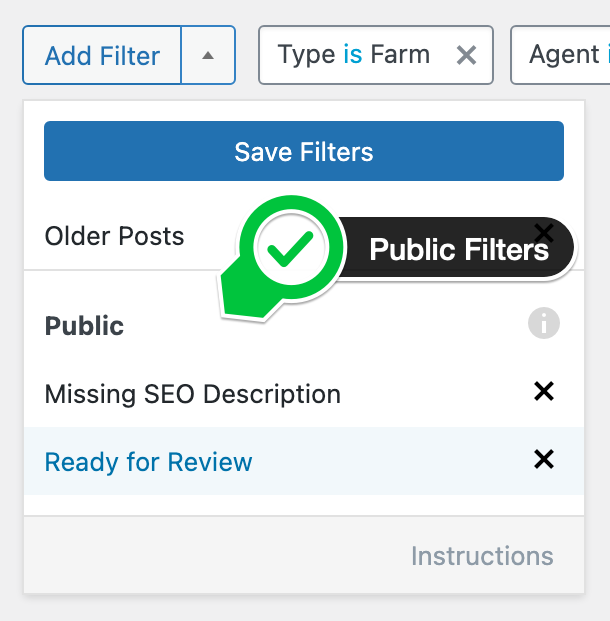 Add Filter
Type is Farm
Agent i
Save Filters
Older Posts
Public Filters
Public
Missing SEO Description
Ready for Review
Instructions